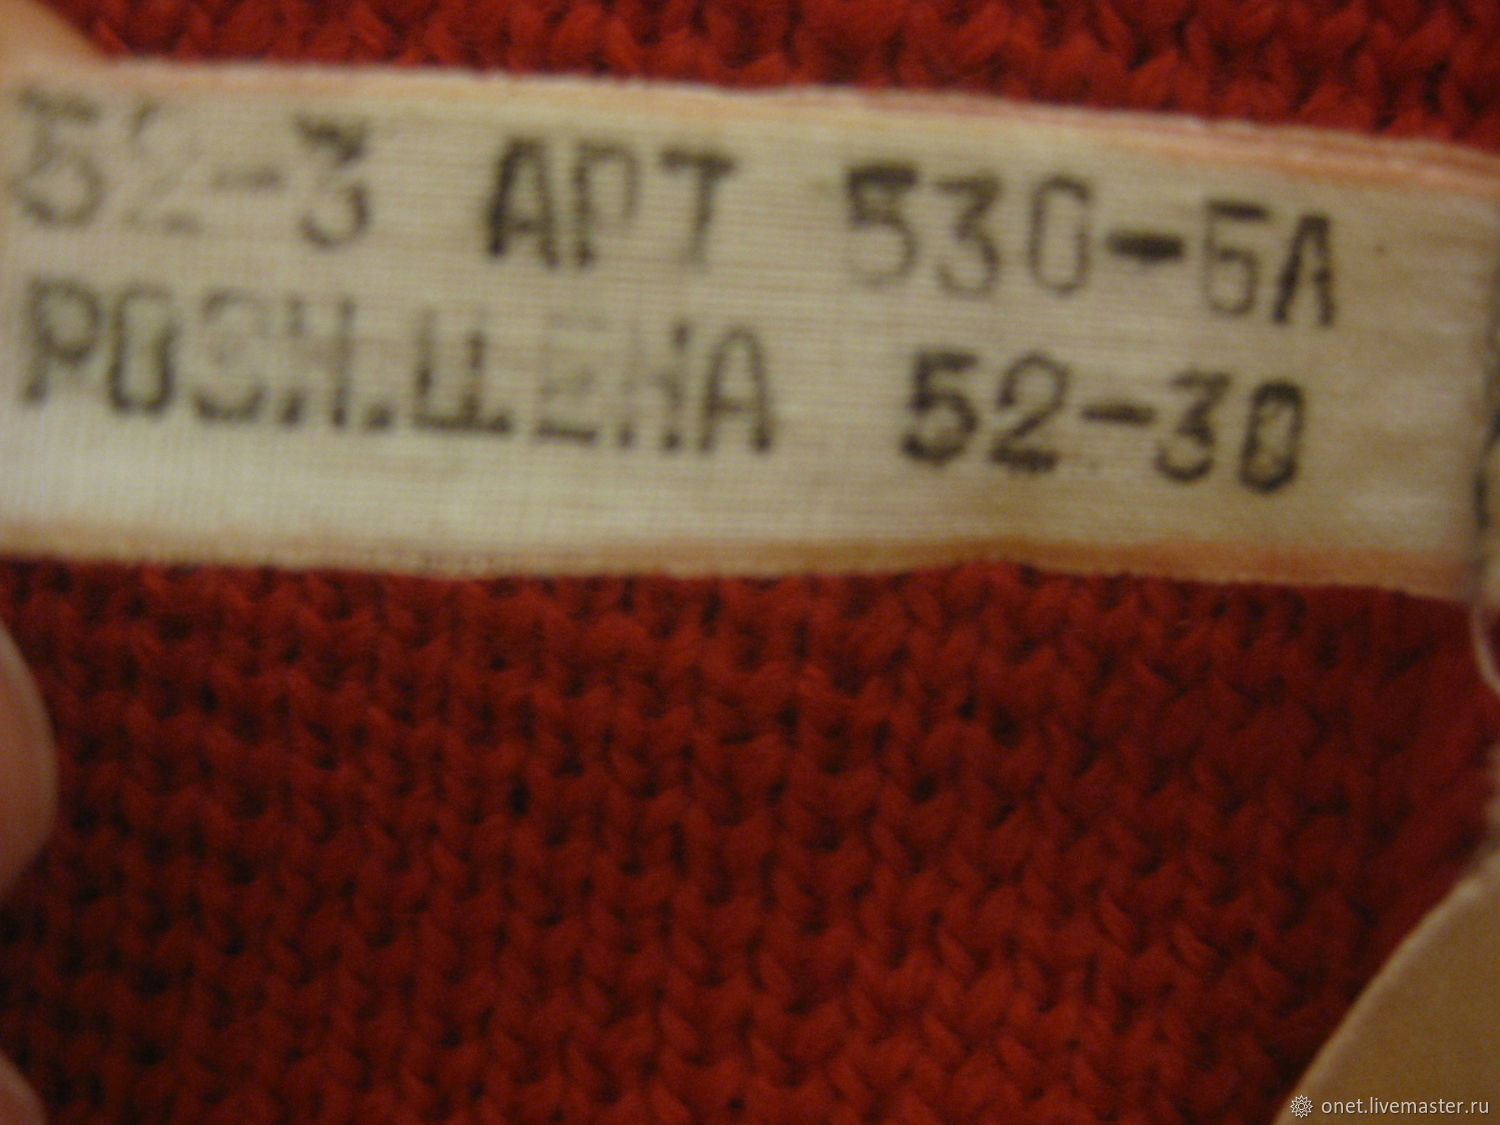 52-3 АРТ 530-5А
РОЗН.ЦЕНА 52-30
onet.livemaster.ru